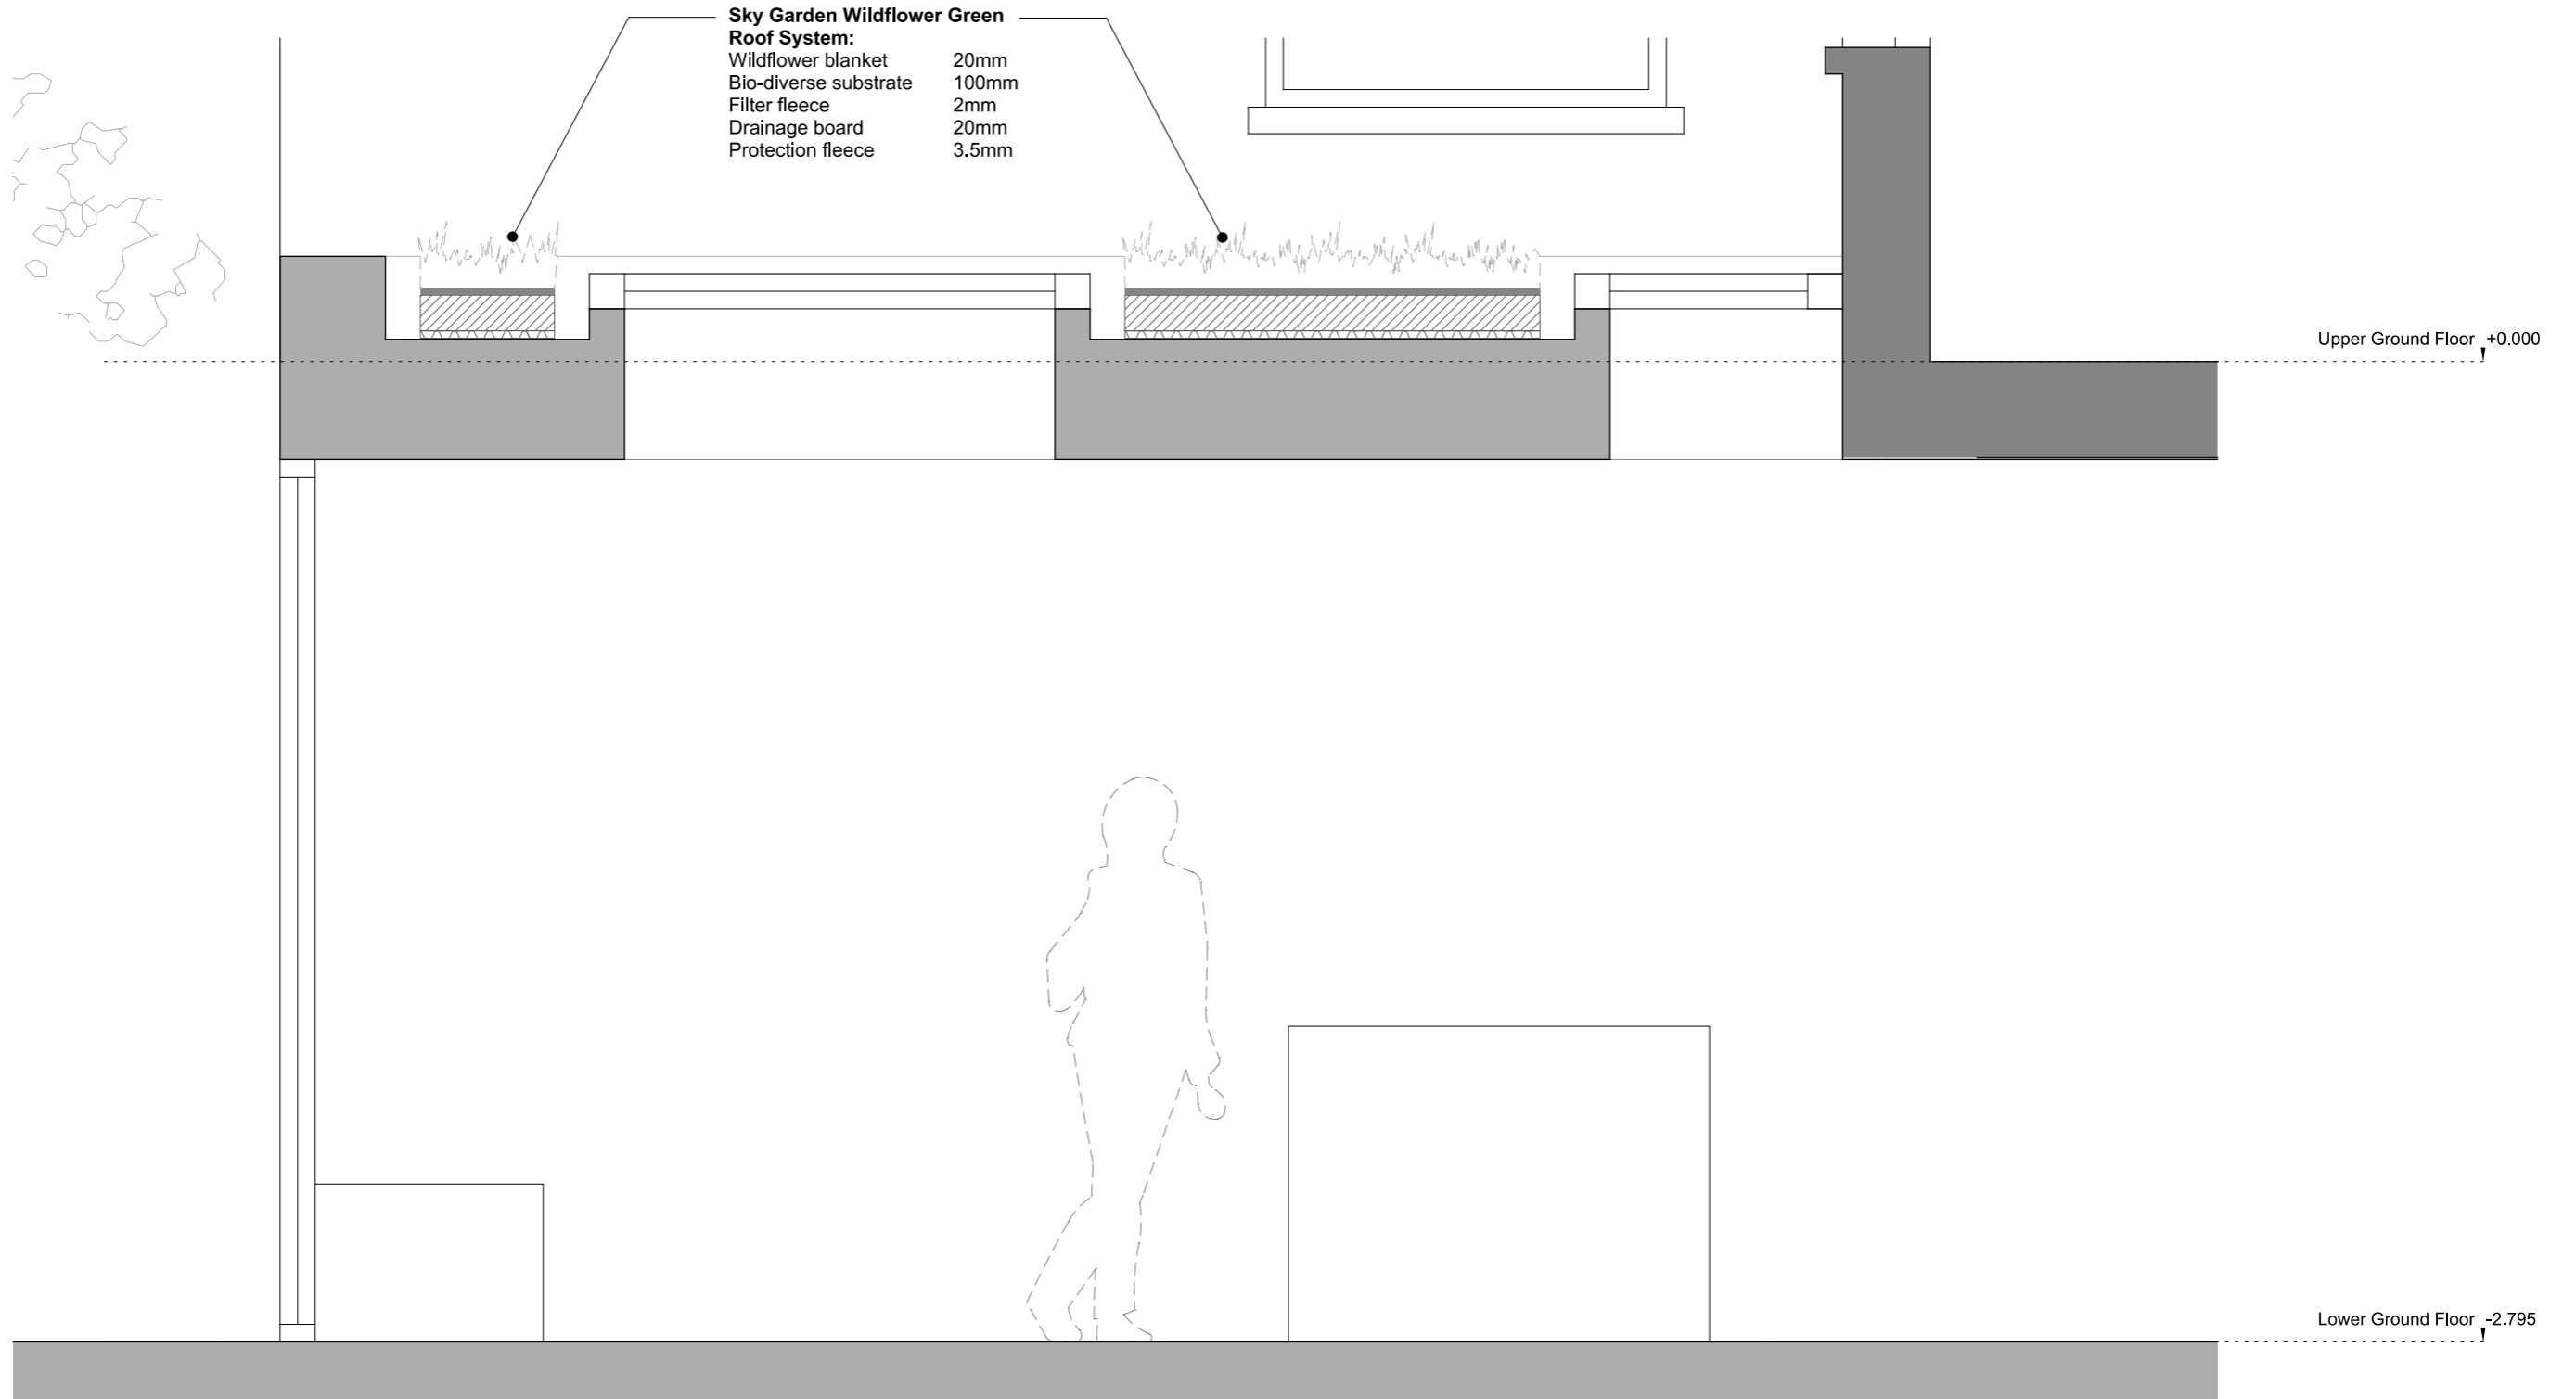 Sky Garden Wildflower Green
Roof System:
Wildflower blanket 20mm
Bio-diverse substrate 100mm
Filter fleece 2mm
Drainage board 20mm
Protection fleece 3.5mm
Upper Ground Floor +0.000
Lower Ground Floor -2.795